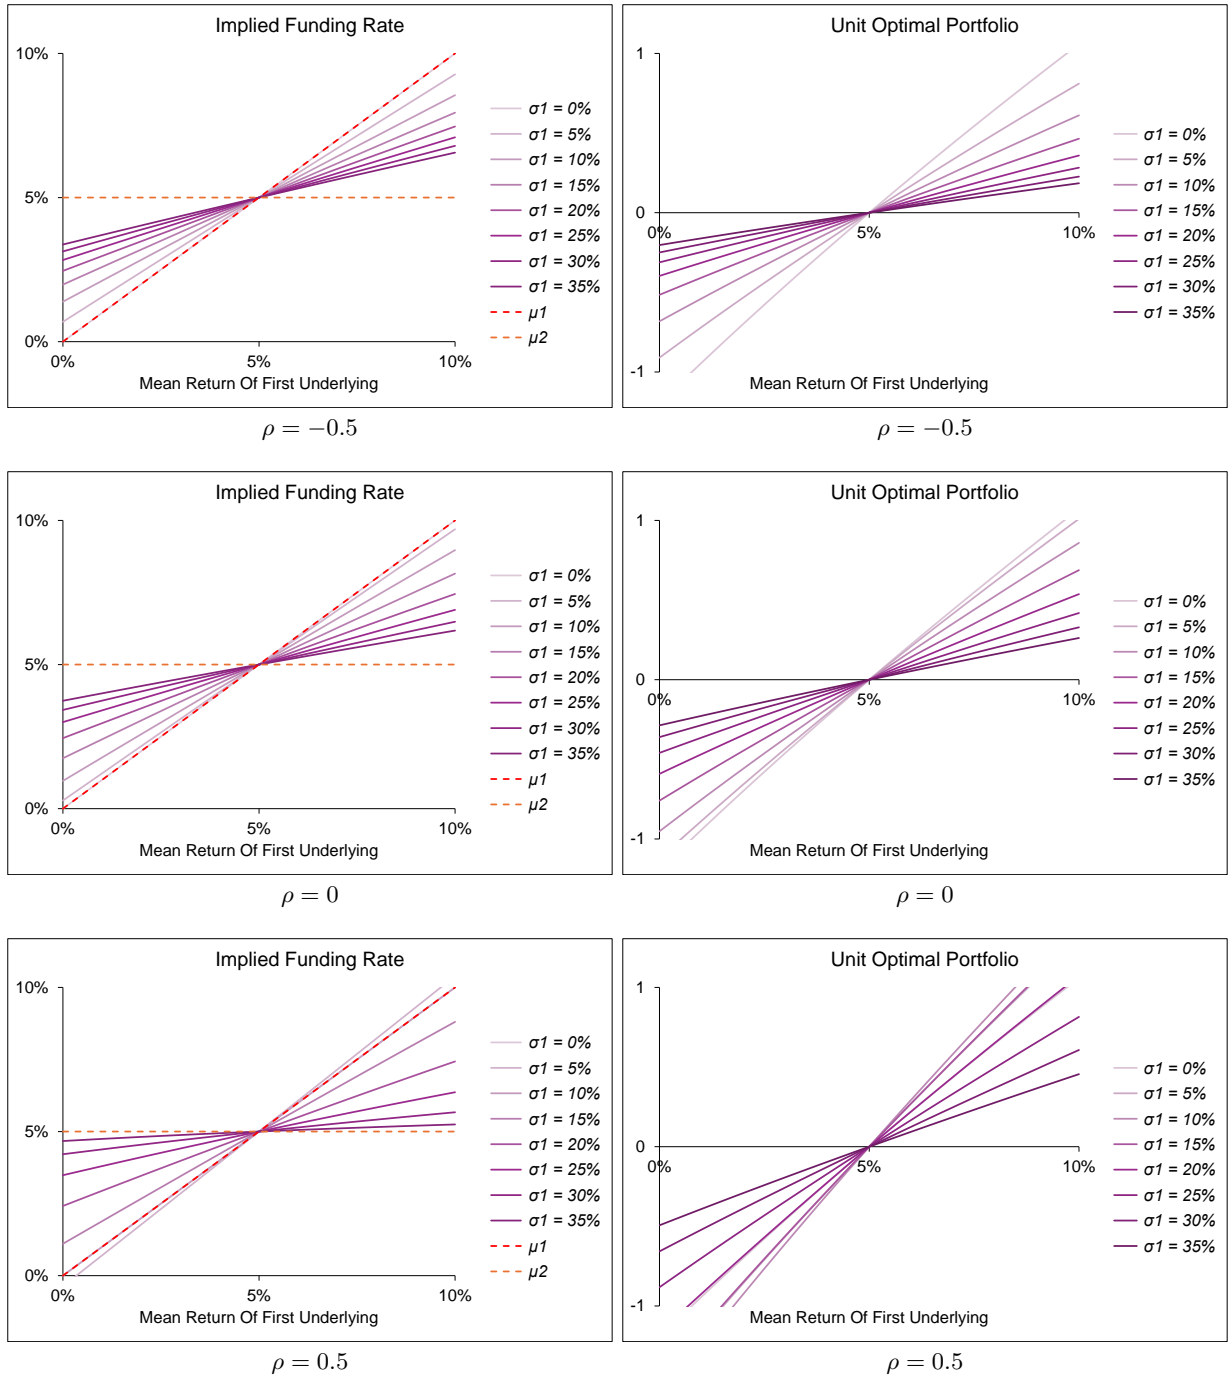 Implied Funding Rate
10%
5%
0%
0%
5%
10%
Mean Return Of First Underlying
σ1 = 0%
σ1 = 5%
σ1 = 10%
σ1 = 15%
σ1 = 20%
σ1 = 25%
σ1 = 30%
σ1 = 35%
μ1
μ2
ρ = −0.5
Unit Optimal Portfolio
1
0
-1
0%
5%
10%
Mean Return Of First Underlying
σ1 = 0%
σ1 = 5%
σ1 = 10%
σ1 = 15%
σ1 = 20%
σ1 = 25%
σ1 = 30%
σ1 = 35%
ρ = −0.5
Implied Funding Rate
10%
5%
0%
0%
5%
10%
Mean Return Of First Underlying
σ1 = 0%
σ1 = 5%
σ1 = 10%
σ1 = 15%
σ1 = 20%
σ1 = 25%
σ1 = 30%
σ1 = 35%
μ1
μ2
ρ = 0
Unit Optimal Portfolio
1
0
-1
0%
5%
10%
Mean Return Of First Underlying
σ1 = 0%
σ1 = 5%
σ1 = 10%
σ1 = 15%
σ1 = 20%
σ1 = 25%
σ1 = 30%
σ1 = 35%
ρ = 0
Implied Funding Rate
10%
5%
0%
0%
5%
10%
Mean Return Of First Underlying
σ1 = 0%
σ1 = 5%
σ1 = 10%
σ1 = 15%
σ1 = 20%
σ1 = 25%
σ1 = 30%
σ1 = 35%
μ1
μ2
ρ = 0.5
Unit Optimal Portfolio
1
0
-1
0%
5%
10%
Mean Return Of First Underlying
σ1 = 0%
σ1 = 5%
σ1 = 10%
σ1 = 15%
σ1 = 20%
σ1 = 25%
σ1 = 30%
σ1 = 35%
ρ = 0.5